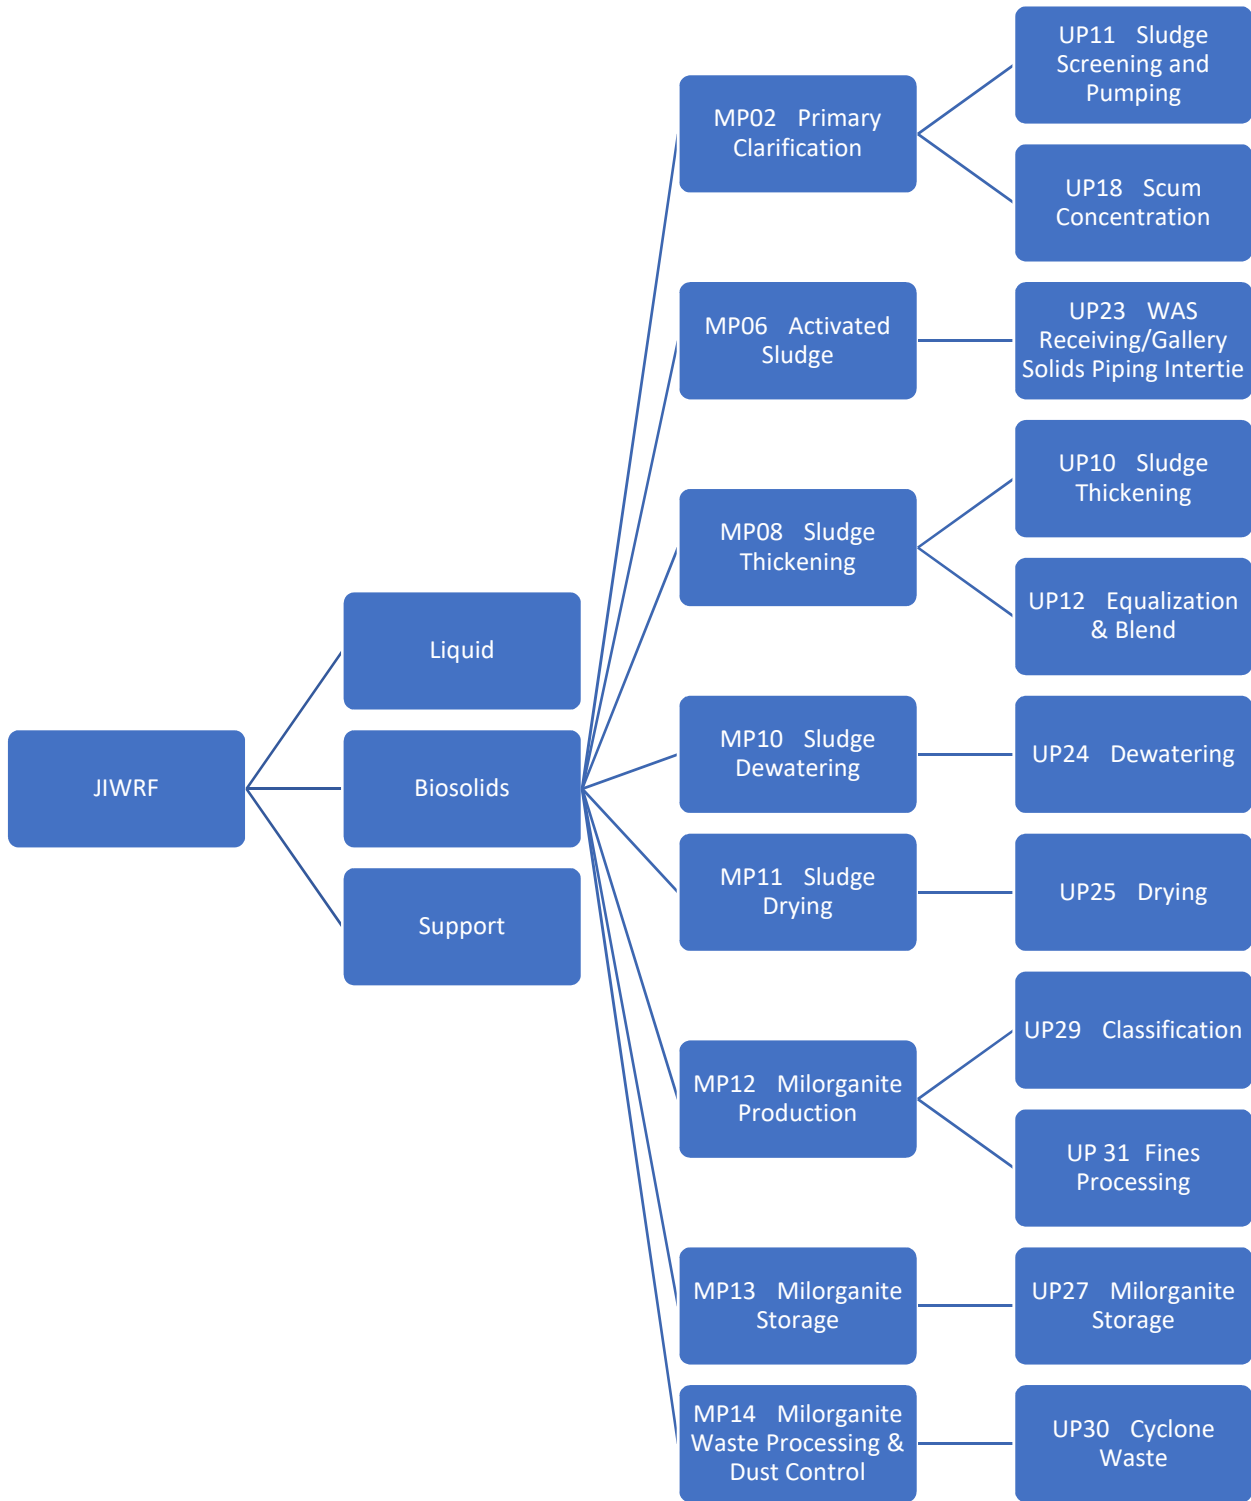 JIWRF
Liquid
Biosolids
Support
MP02 Primary
Clarification
UP11 Sludge
Screening and
Pumping
UP18 Scum
Concentration
MP06 Activated
Sludge
UP23 WAS
Receiving/Gallery
Solids Piping Intertie
MP08 Sludge
Thickening
UP10 Sludge
Thickening
UP12 Equalization
& Blend
MP10 Sludge
Dewatering
UP24 Dewatering
MP11 Sludge
Drying
UP25 Drying
MP12 Milorganite
Production
UP29 Classification
UP 31 Fines
Processing
MP13 Milorganite
Storage
UP27 Milorganite
Storage
MP14 Milorganite
Waste Processing &
Dust Control
UP30 Cyclone
Waste